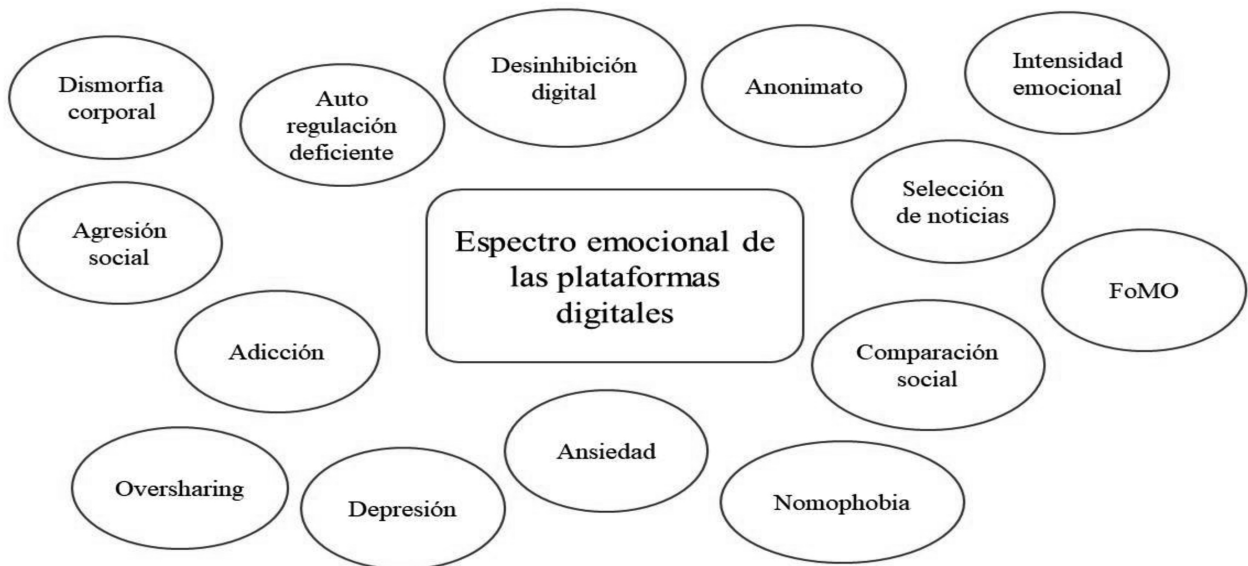 Dismorfia
corporal
Auto
regulación
deficiente
Desinhibición
digital
Anonimato
Intensidad
emocional
Agresión
social
Espectro emocional de
las plataformas
digitales
Selección
de noticias
FoMO
Adicción
Comparación
social
Oversharing
Depresión
Ansiedad
Nomophobia